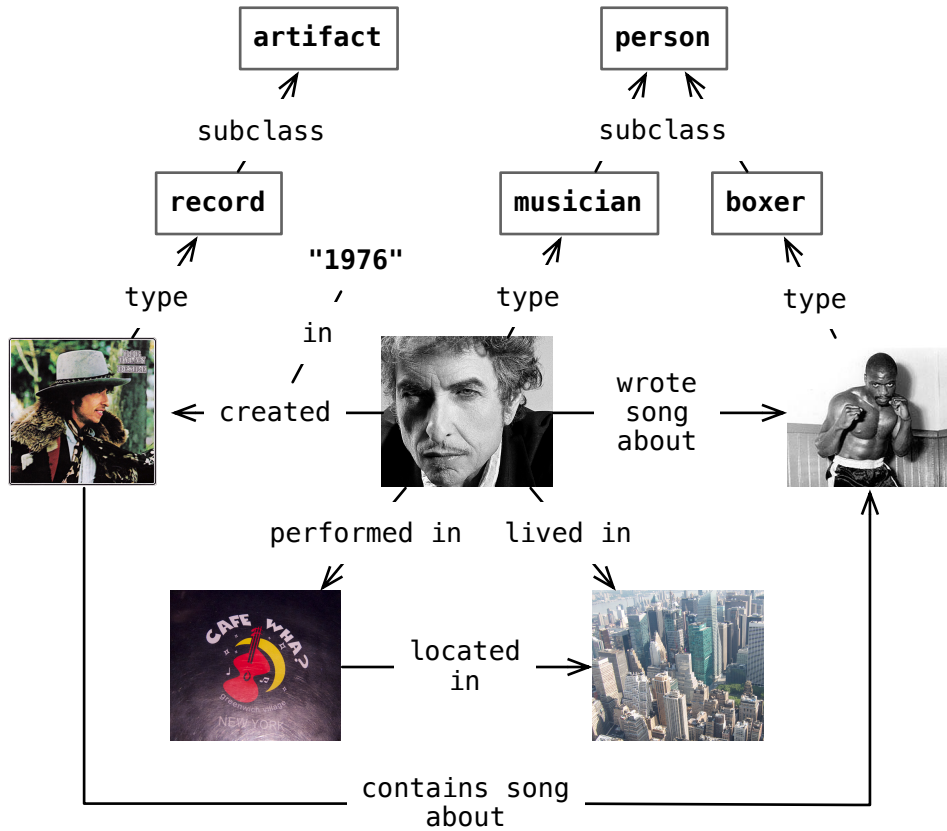 artifact
person
subclass
subclass
record
musician
boxer
"1976"
type
type
type
in
created
wrote
song
about
performed in
lived in
CAFE WHA?
greenwich village
NEW YORK
located
in
contains song
about